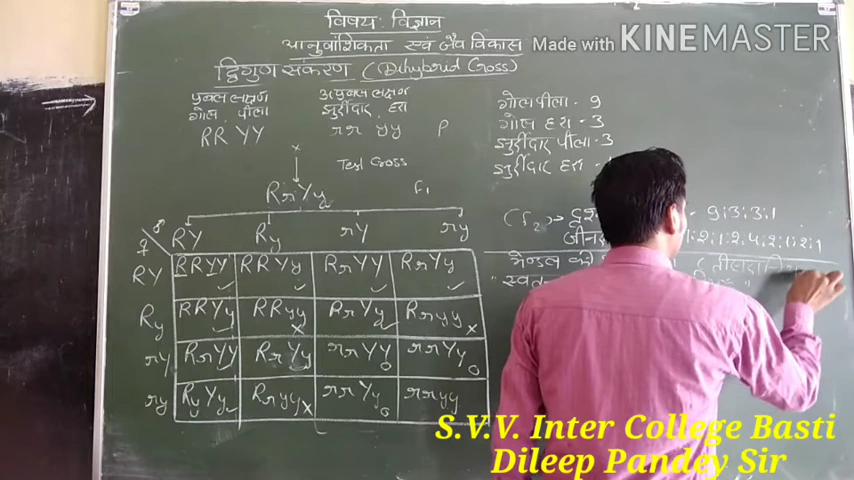 विषय: विज्ञान
आनुवांशिकता एवं जैव विकास
Made with KINEMASTER
द्विगुण संकरण (Dihybrid Cross)
प्रबल लक्षण अप्रबल लक्षण
गोल पीला झुर्रीदार, हरा
RR YY rr yy P
×
Test Cross
RrYy F1
गोल पीला - 9
गोल हरा - 3
झुर्रीदार पीला - 3
झुर्रीदार हरा -
(F2) → - 9:3:3:1
1:2:1:2:4:2:1:2:1
♂
♀
RY Ry rY ry
RY RRYY RRYy RrYY RrYy
Ry RRYy RRyy RrYy Rryy
rY RrYY RrYy rrYY rrYy
ry RyYy Rryy rrYy rryy
मेन्डल का
S.V.V. Inter College Basti
Dileep Pandey Sir